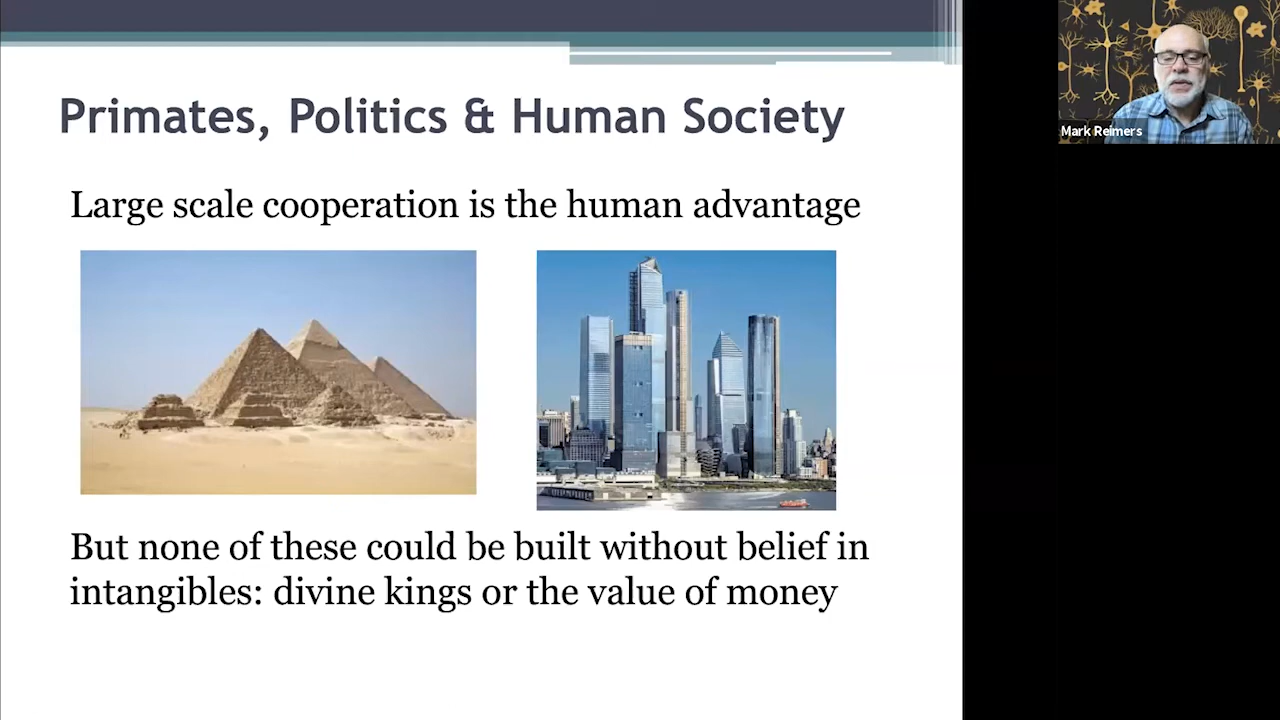 Primates, Politics & Human Society
Large scale cooperation is the human advantage
But none of these could be built without belief in
intangibles: divine kings or the value of money
Mark Reimers